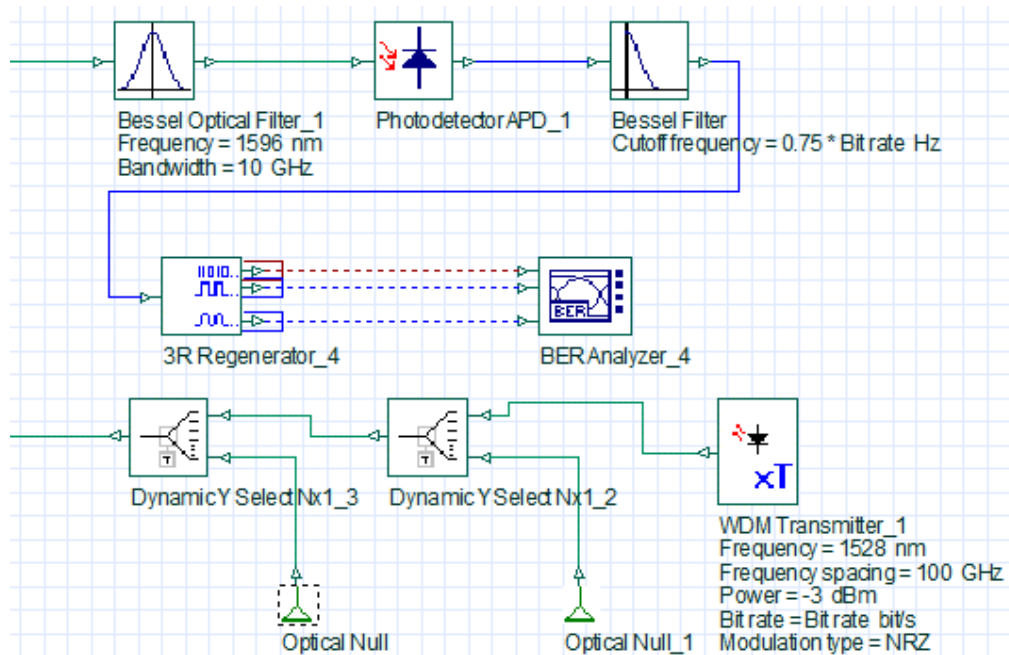 Bessel Optical Filter_1
Frequency = 1596 nm
Bandwidth = 10 GHz
Photodetector APD_1
Bessel Filter
Cutoff frequency = 0.75 * Bit rate Hz
3R Regenerator_4
BER
BER Analyzer_4
T
Dynamic Y Select Nx1_3
T
Dynamic Y Select Nx1_2
xT
WDM Transmitter_1
Frequency = 1528 nm
Frequency spacing = 100 GHz
Power = -3 dBm
Bit rate = Bit rate bit/s
Modulation type = NRZ
Optical Null
Optical Null_1